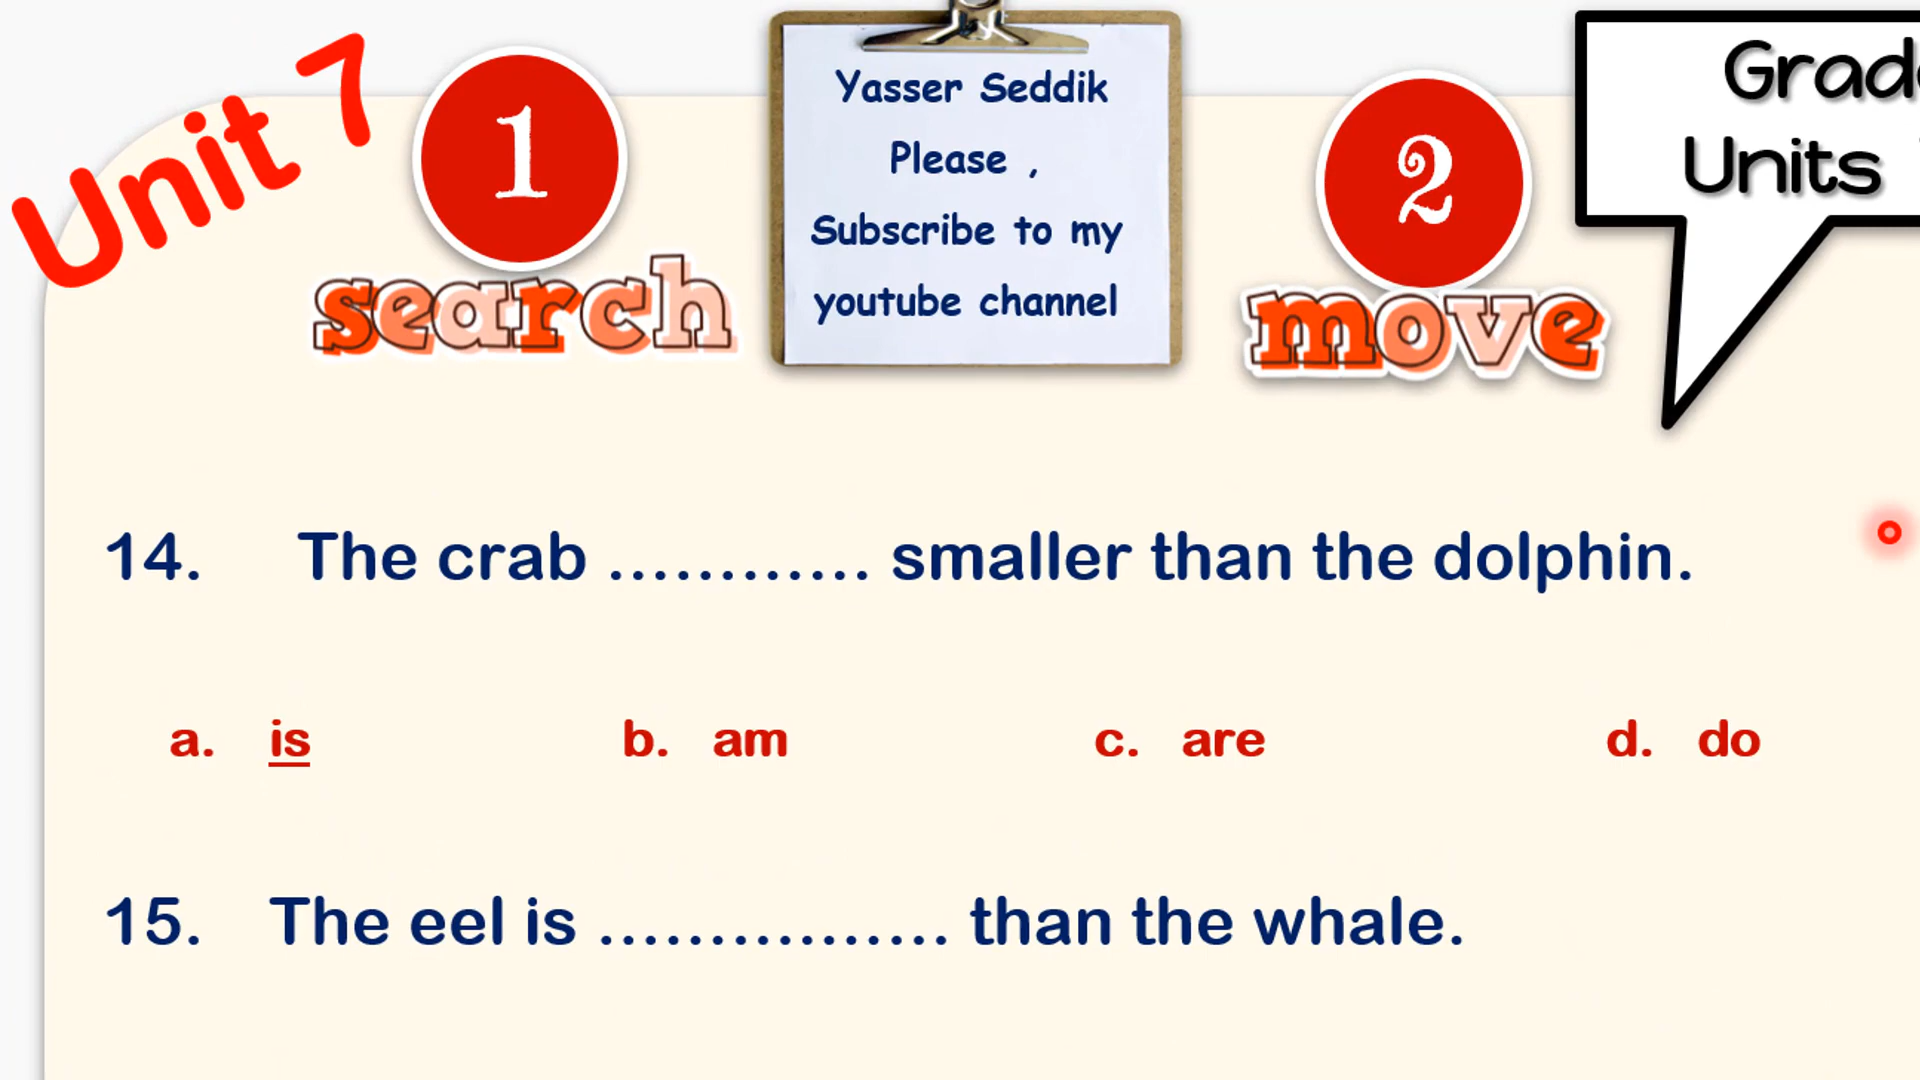 Unit 7
1
search
Yasser Seddik
Please ,
Subscribe to my
youtube channel
2
move
Grade
Units
14. The crab ............ smaller than the dolphin.
a. is b. am c. are d. do
15. The eel is ................ than the whale.